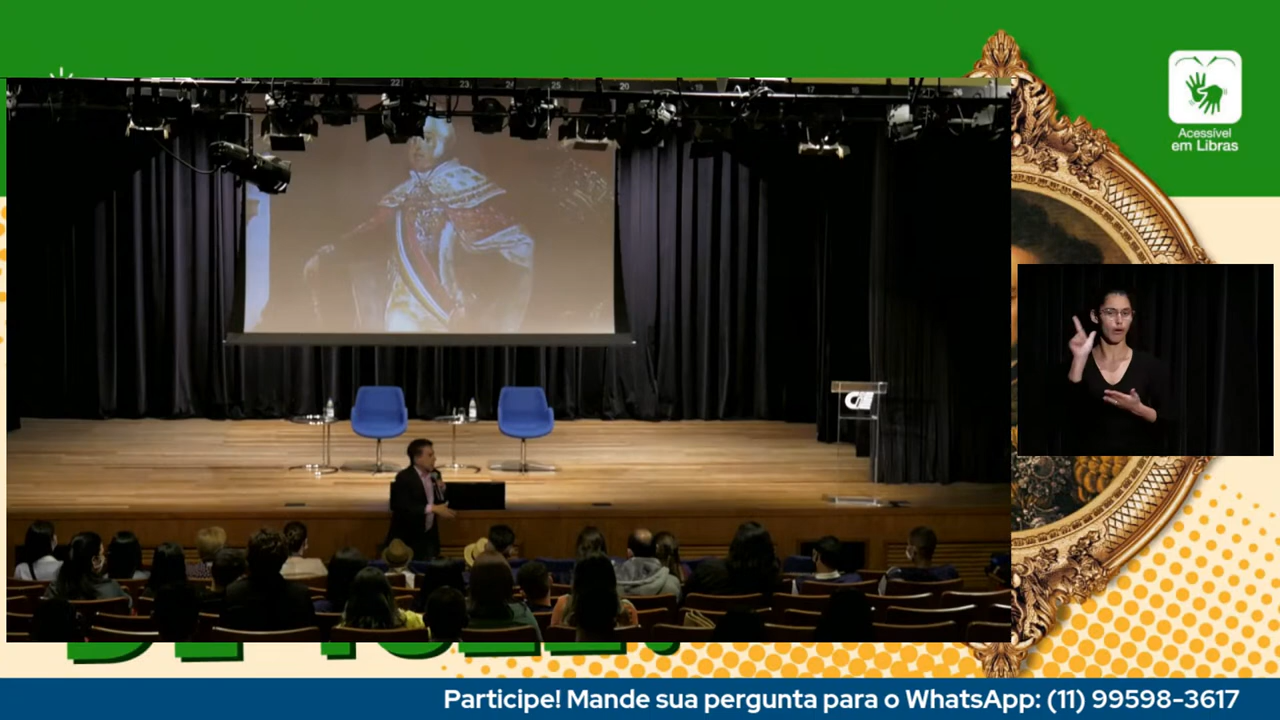 Acessível
em Libras
Participe! Mande sua pergunta para o WhatsApp: (11) 99598-3617